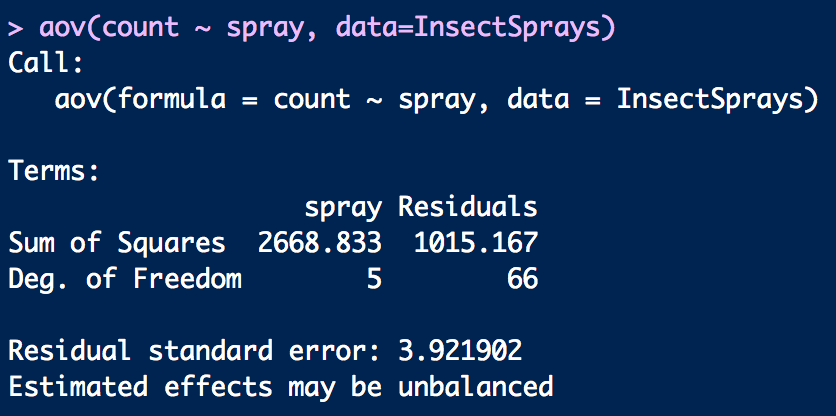 > aov(count ~ spray, data=InsectSprays)
Call:
   aov(formula = count ~ spray, data = InsectSprays)

Terms:
                   spray Residuals
Sum of Squares  2668.833  1015.167
Deg. of Freedom        5        66

Residual standard error: 3.921902
Estimated effects may be unbalanced